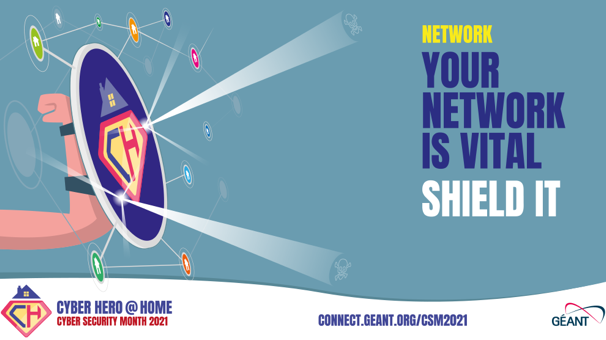 NETWORK
YOUR
NETWORK
IS VITAL
SHIELD IT
CH
CH
CYBER HERO @ HOME
CYBER SECURITY MONTH 2021
CONNECT.GEANT.ORG/CSM2021
GÉANT